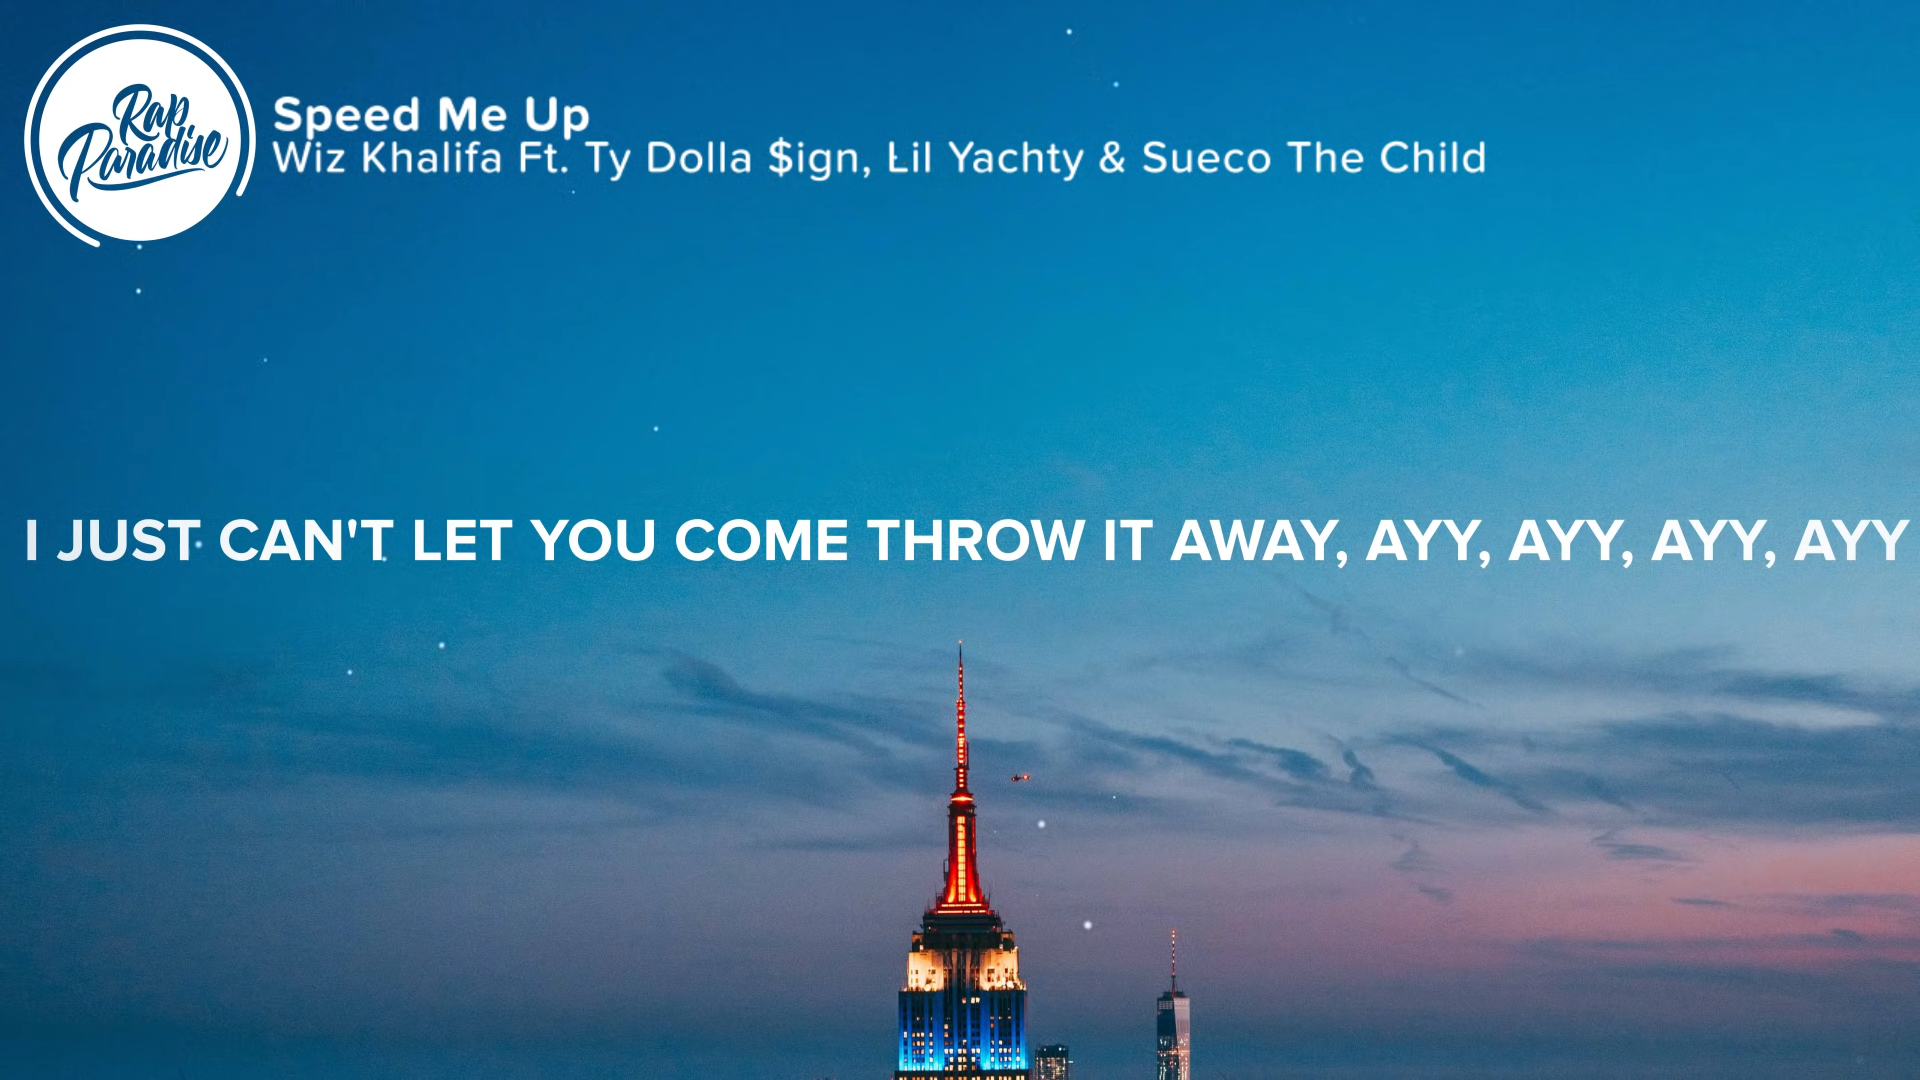 Rap
Paradise
Speed Me Up
Wiz Khalifa Ft. Ty Dolla $ign, Lil Yachty & Sueco The Child
I JUST CAN'T LET YOU COME THROW IT AWAY, AYY, AYY, AYY, AYY